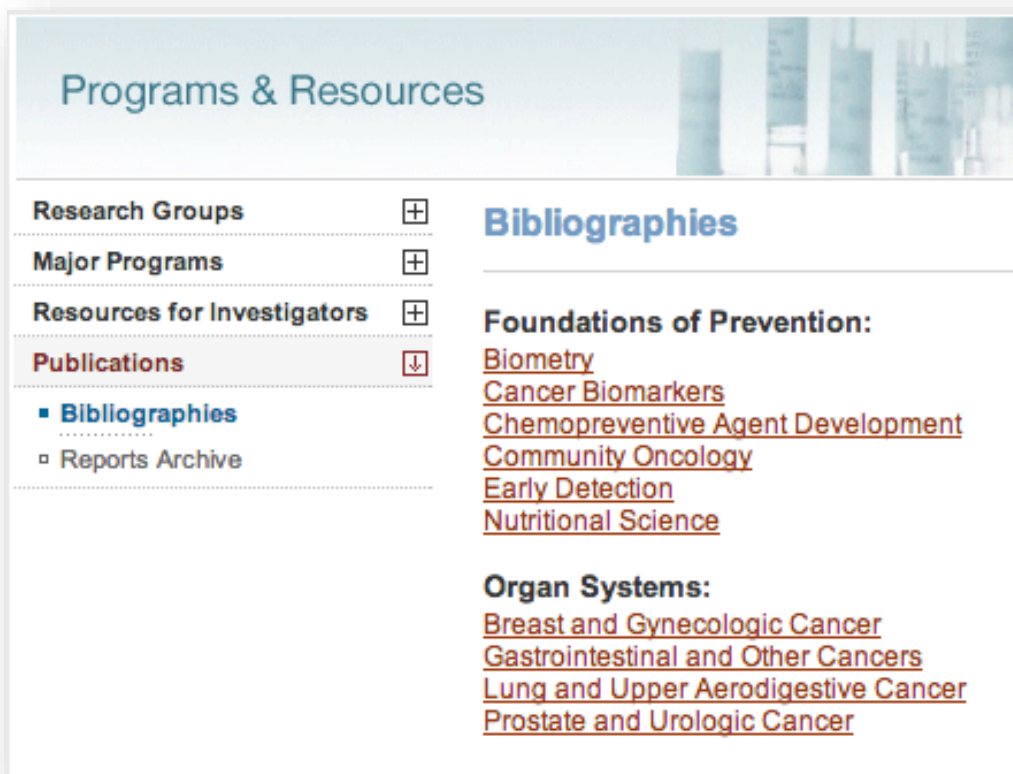 Programs & Resources
Research Groups
Major Programs
Resources for Investigators
Publications
Bibliographies
Reports Archive
Bibliographies
Foundations of Prevention:
Biometry
Cancer Biomarkers
Chemopreventive Agent Development
Community Oncology
Early Detection
Nutritional Science
Organ Systems:
Breast and Gynecologic Cancer
Gastrointestinal and Other Cancers
Lung and Upper Aerodigestive Cancer
Prostate and Urologic Cancer